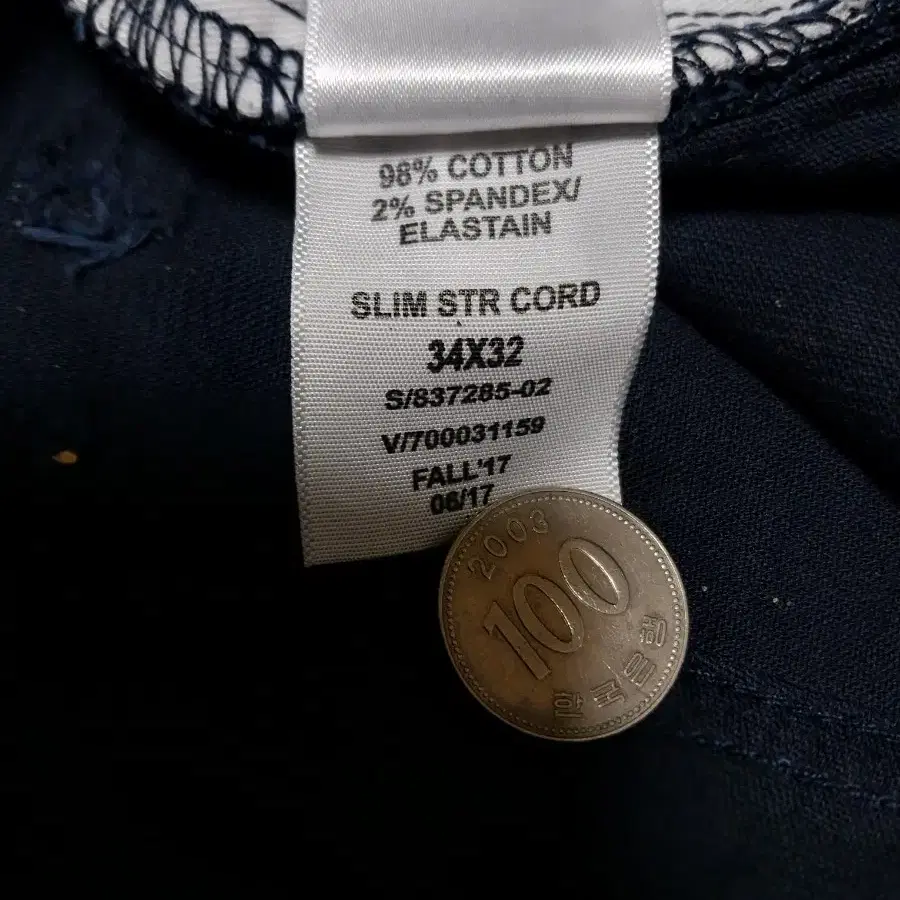 98% COTTON
2% SPANDEX/
ELASTAIN
SLIM STR CORD
34X32
S/837285-02
V/700031159
FALL'17
06/17
2003
100
한국은행